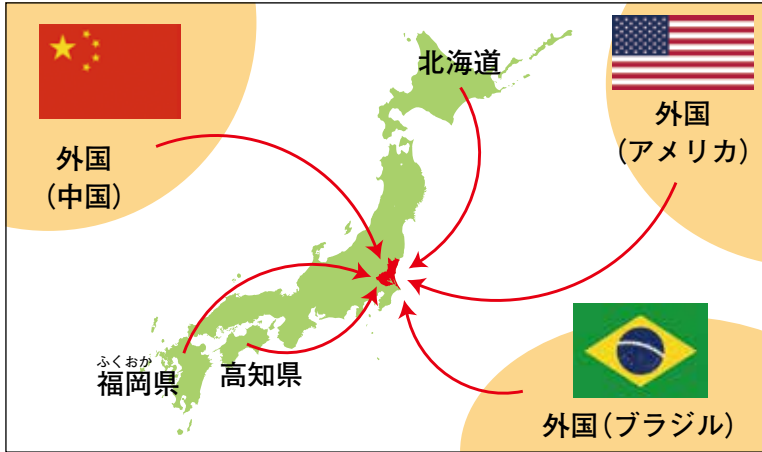 外国
(中国)
北海道
外国
(アメリカ)
ふくおか
福岡県
高知県
外国(ブラジル)